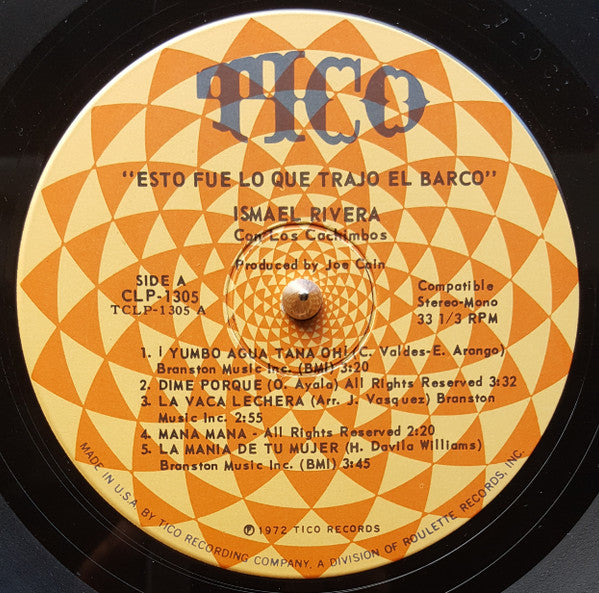 TICO
"ESTO FUE LO QUE TRAJO EL BARCO"
ISMAEL RIVERA
Con Los Cachimbos
Produced by Joe Cain
SIDE A
CLP-1305
TCLP-1305 A
Compatible
Stereo-Mono
33 1/3 RPM
1. ¡ YUMBO AGUA TANA OH! (C. Valdes-E. Arango)
Branston Music Inc. (BMI) 3:20
2. DIME PORQUE (O. Ayala) All Rights Reserved 3:32
3. LA VACA LECHERA (Arr. J. Vasquez) Branston
Music Inc. 2:55
4. MANA MANA - All Rights Reserved 2:20
5. LA MANIA DE TU MUJER (H. Davila Williams)
Branston Music Inc. (BMI) 3:45
℗ 1972 TICO RECORDS
MADE IN U.S.A. BY TICO RECORDING COMPANY, A DIVISION OF ROULETTE RECORDS, INC.